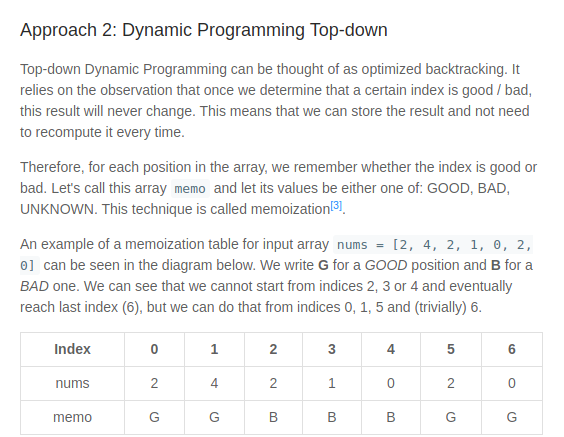 Approach 2: Dynamic Programming Top-down
Top-down Dynamic Programming can be thought of as optimized backtracking. It
relies on the observation that once we determine that a certain index is good / bad,
this result will never change. This means that we can store the result and not need
to recompute it every time.
Therefore, for each position in the array, we remember whether the index is good or
bad. Let's call this array memo and let its values be either one of: GOOD, BAD,
UNKNOWN. This technique is called memoization[3].
An example of a memoization table for input array nums = [2, 4, 2, 1, 0, 2,
0] can be seen in the diagram below. We write G for a GOOD position and B for a
BAD one. We can see that we cannot start from indices 2, 3 or 4 and eventually
reach last index (6), but we can do that from indices 0, 1, 5 and (trivially) 6.
Index 0 1 2 3 4 5 6
nums 2 4 2 1 0 2 0
memo G G B B B G G